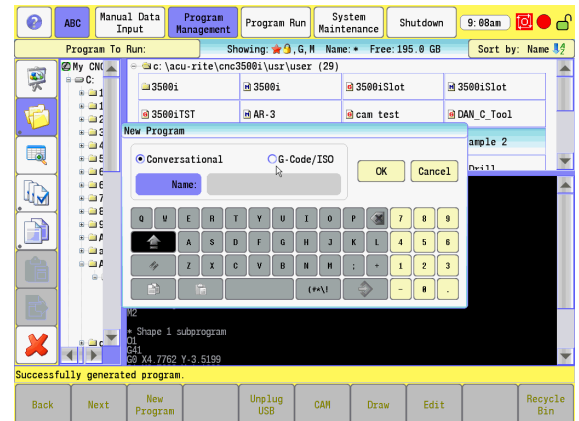 ABC
Manual Data Input
Program Management
Program Run
System Maintenance
Shutdown
9:08am
Program To Run:
Showing: ,G,M Name:* Free: 195.0 GB
Sort by: Name
My CNC
C:
c:\acu-rite\cnc3500i\usr\user (29)
3500i
3500i
3500iSlot
3500iSlot
3500iTST
AR-3
cam test
DAN_C_Tool
ample 2
Drill
New Program
Conversational
G-Code/ISO
OK
Cancel
Name:
Q W E R T Y U I O P 7 8 9
A S D F G H J K L 4 5 6
Z X C V B N M ; + 1 2 3
(#*\! - 0 .
M2
* Shape 1 subprogram
O1
G41
G0 X4.7762 Y-3.5199
Successfully generated program.
Back
Next
New Program
Unplug USB
CAM
Draw
Edit
Recycle Bin